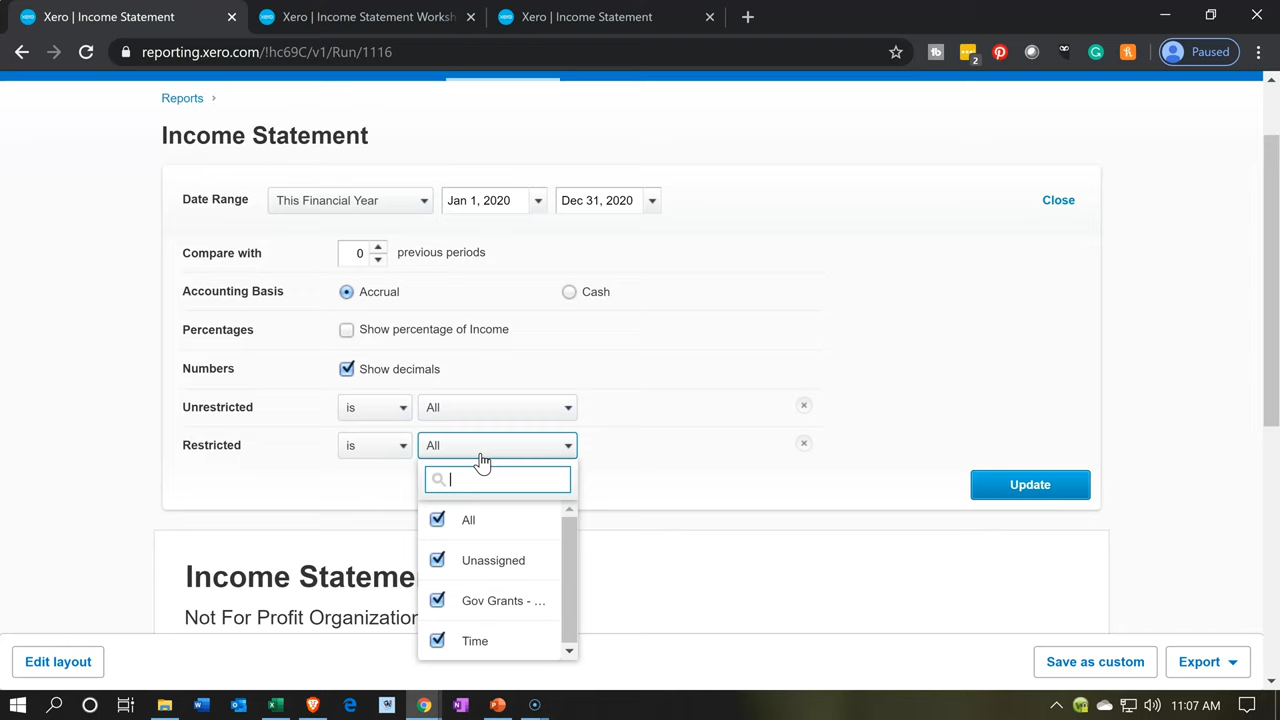 Xero | Income Statement
Xero | Income Statement Worksh
Xero | Income Statement
reporting.xero.com/!hc69C/v1/Run/1116
2
Paused
Reports
Income Statement
Date Range
This Financial Year
Jan 1, 2020
Dec 31, 2020
Close
Compare with
0
previous periods
Accounting Basis
Accrual
Cash
Percentages
Show percentage of Income
Numbers
Show decimals
Unrestricted
is
All
Restricted
is
All
Update
All
Unassigned
Gov Grants - ...
Time
Income Stateme
Not For Profit Organization
Edit layout
Save as custom
Export
11:07 AM